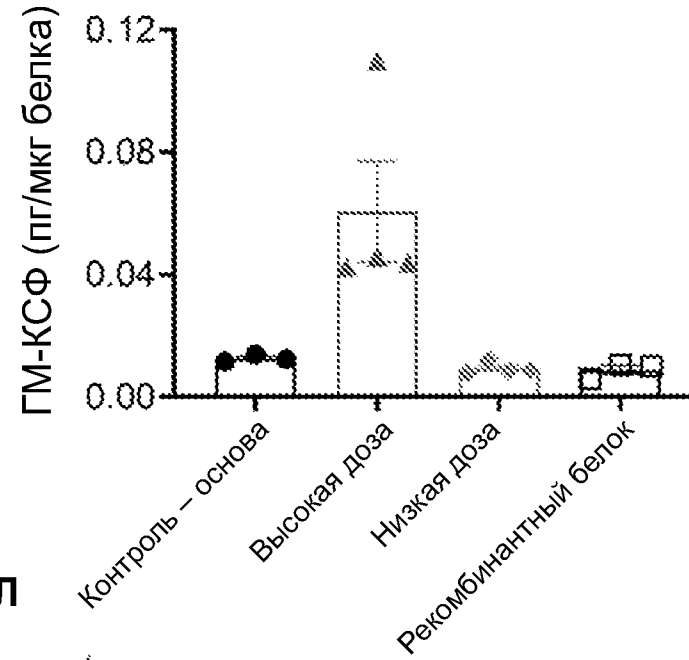 ГМ-КСФ (пг/мкг белка)
0.12
0.08
0.04
0.00
Контроль – основа
Высокая доза
Низкая доза
Рекомбинантный белок
Л